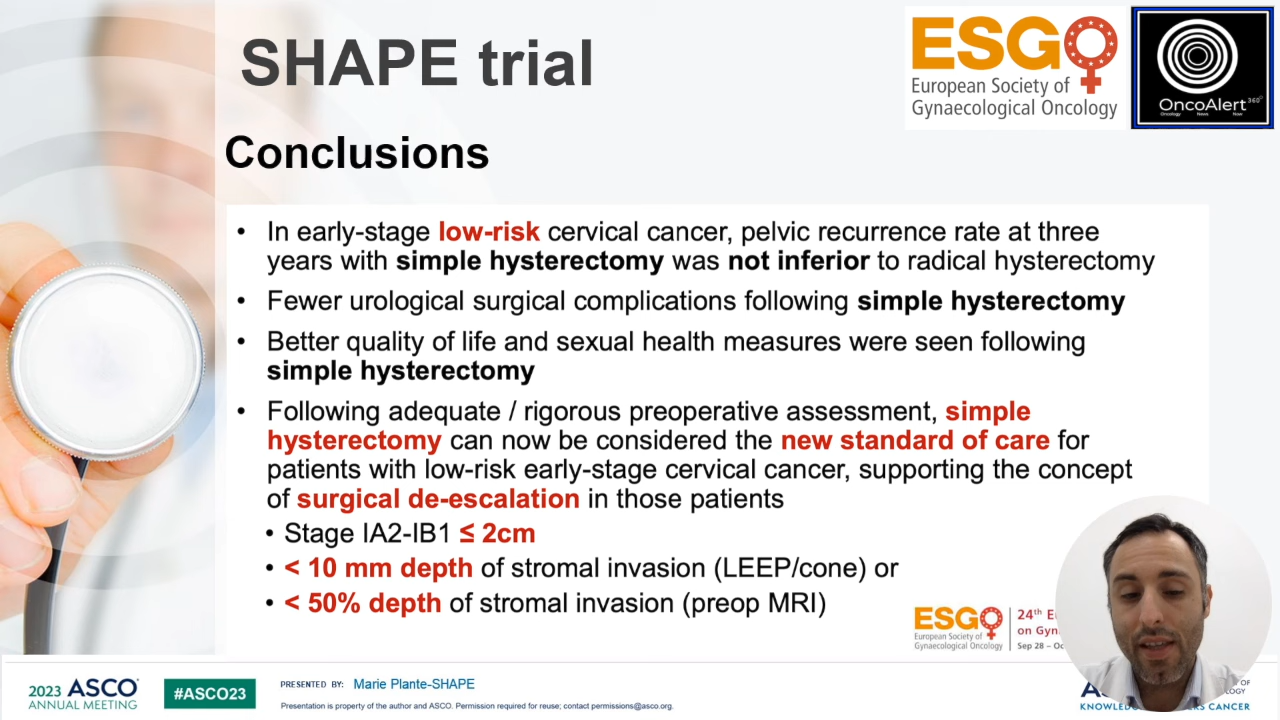 SHAPE trial
ESGO
European Society of
Gynaecological Oncology
OncoAlert 360°
Oncology News Now
Conclusions
• In early-stage low-risk cervical cancer, pelvic recurrence rate at three
years with simple hysterectomy was not inferior to radical hysterectomy
• Fewer urological surgical complications following simple hysterectomy
• Better quality of life and sexual health measures were seen following
simple hysterectomy
• Following adequate / rigorous preoperative assessment, simple
hysterectomy can now be considered the new standard of care for
patients with low-risk early-stage cervical cancer, supporting the concept
of surgical de-escalation in those patients
• Stage IA2-IB1 ≤ 2cm
• < 10 mm depth of stromal invasion (LEEP/cone) or
• < 50% depth of stromal invasion (preop MRI)
ESGO
European Society of
Gynaecological Oncology
24th
on
Sep 28
2023 ASCO
ANNUAL MEETING
#ASCO23
PRESENTED BY: Marie Plante-SHAPE
Presentation is property of the author and ASCO. Permission required for reuse; contact permissions@asco.org.
OF
CANCER